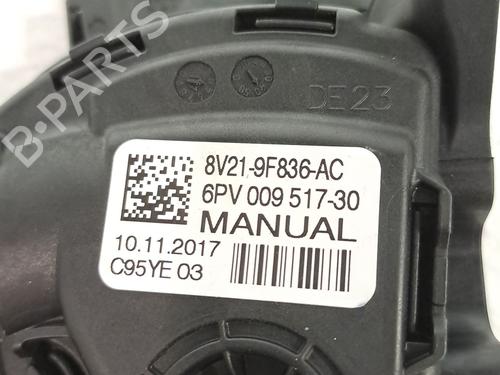 B-PARTS
DE23
8V21-9F836-AC
6PV 009 517-30
MANUAL
10.11.2017
C95YE 03